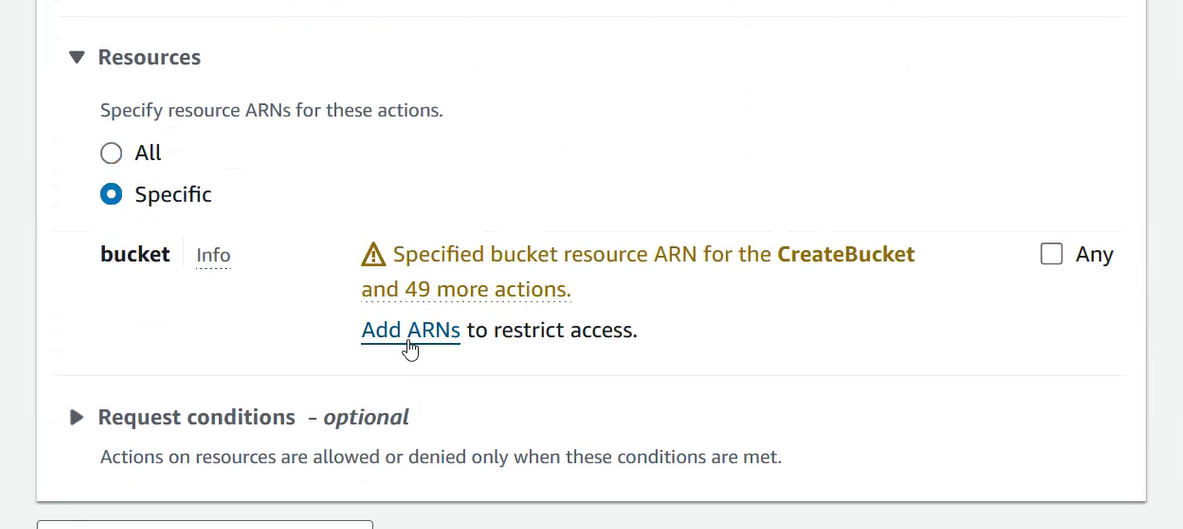 Resources
Specify resource ARNs for these actions.
All
Specific
bucket Info Specified bucket resource ARN for the CreateBucket Any
and 49 more actions.
Add ARNs to restrict access.
Request conditions - optional
Actions on resources are allowed or denied only when these conditions are met.